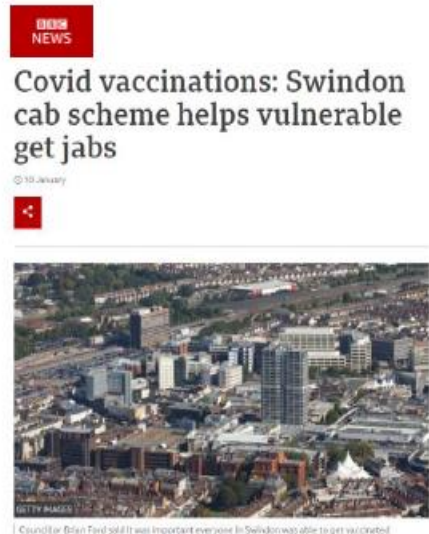 BBC
NEWS
Covid vaccinations: Swindon
cab scheme helps vulnerable
get jabs
10 January
GETTY IMAGES
Councillor Brian Ford said it was important everyone in Swindon was able to get vaccinated